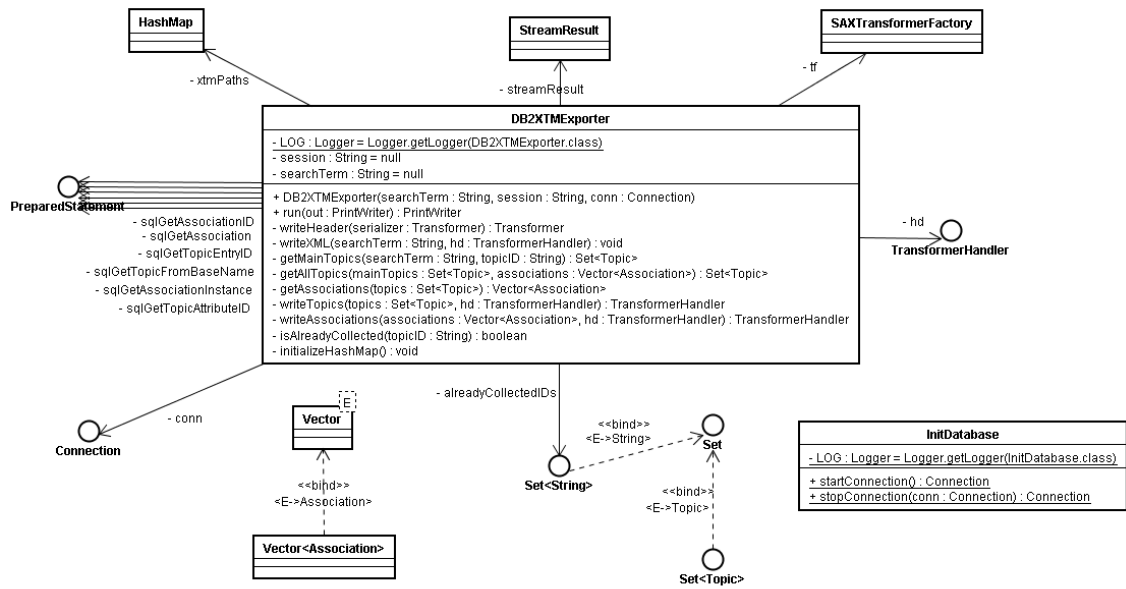 HashMap
StreamResult
SAXTransformerFactory
- xtmPaths
- streamResult
- tf
DB2XTMExporter
- LOG : Logger = Logger.getLogger(DB2XTMExporter.class)
- session : String = null
- searchTerm : String = null
+ DB2XTMExporter(searchTerm : String, session : String, conn : Connection)
+ run(out : PrintWriter) : PrintWriter
- writeHeader(serializer : Transformer) : Transformer
- writeXML(searchTerm : String, hd : TransformerHandler) : void
- getMainTopics(searchTerm : String, topicID : String) : Set<Topic>
- getAllTopics(mainTopics : Set<Topic>, associations : Vector<Association>) : Set<Topic>
- getAssociations(topics : Set<Topic>) : Vector<Association>
- writeTopics(topics : Set<Topic>, hd : TransformerHandler) : TransformerHandler
- writeAssociations(associations : Vector<Association>, hd : TransformerHandler) : TransformerHandler
- isAlreadyCollected(topicID : String) : boolean
- initializeHashMap() : void
PreparedStatement
- sqlGetAssociationID
- sqlGetAssociation
- sqlGetTopicEntryID
- sqlGetTopicFromBaseName
- sqlGetAssociationInstance
- sqlGetTopicAttributeID
- hd
TransformerHandler
- conn
Connection
E
Vector
<<bind>>
<E->Association>
Vector<Association>
- alreadyCollectedIDs
Set<String>
<<bind>>
<E->String>
Set
<<bind>>
<E->Topic>
Set<Topic>
InitDatabase
- LOG : Logger = Logger.getLogger(InitDatabase.class)
+ startConnection() : Connection
+ stopConnection(conn : Connection) : Connection